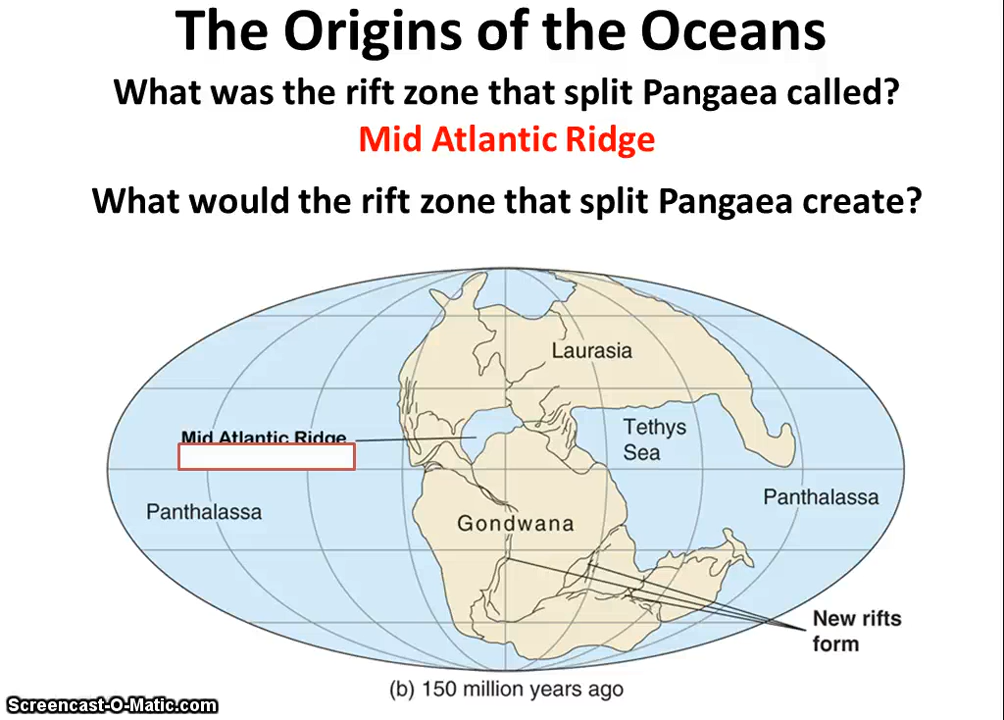 The Origins of the Oceans
What was the rift zone that split Pangaea called?
Mid Atlantic Ridge
What would the rift zone that split Pangaea create?
Laurasia
Mid Atlantic Ridge
Tethys
Sea
Panthalassa
Panthalassa
Gondwana
New rifts
form
(b) 150 million years ago
Screencast-O-Matic.com